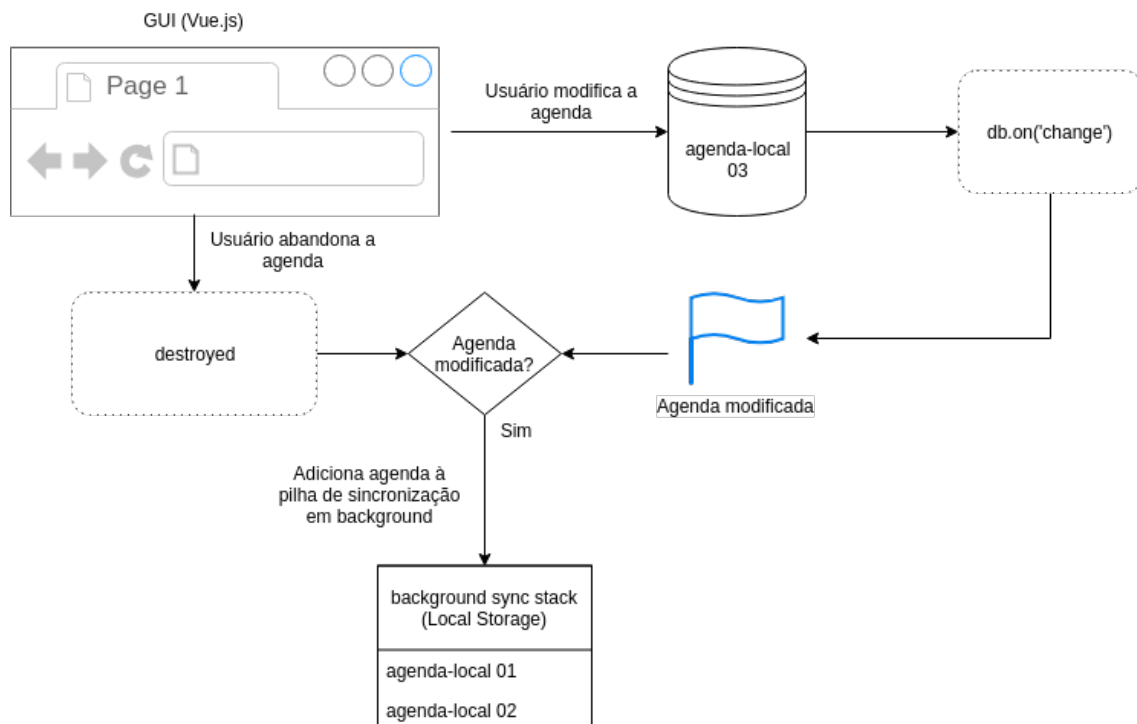 GUI (Vue.js)
Page 1
Usuário modifica a
agenda
agenda-local
03
db.on('change')
Usuário abandona a
agenda
destroyed
Agenda
modificada?
Agenda modificada
Sim
Adiciona agenda à
pilha de sincronização
em background
background sync stack
(Local Storage)
agenda-local 01
agenda-local 02